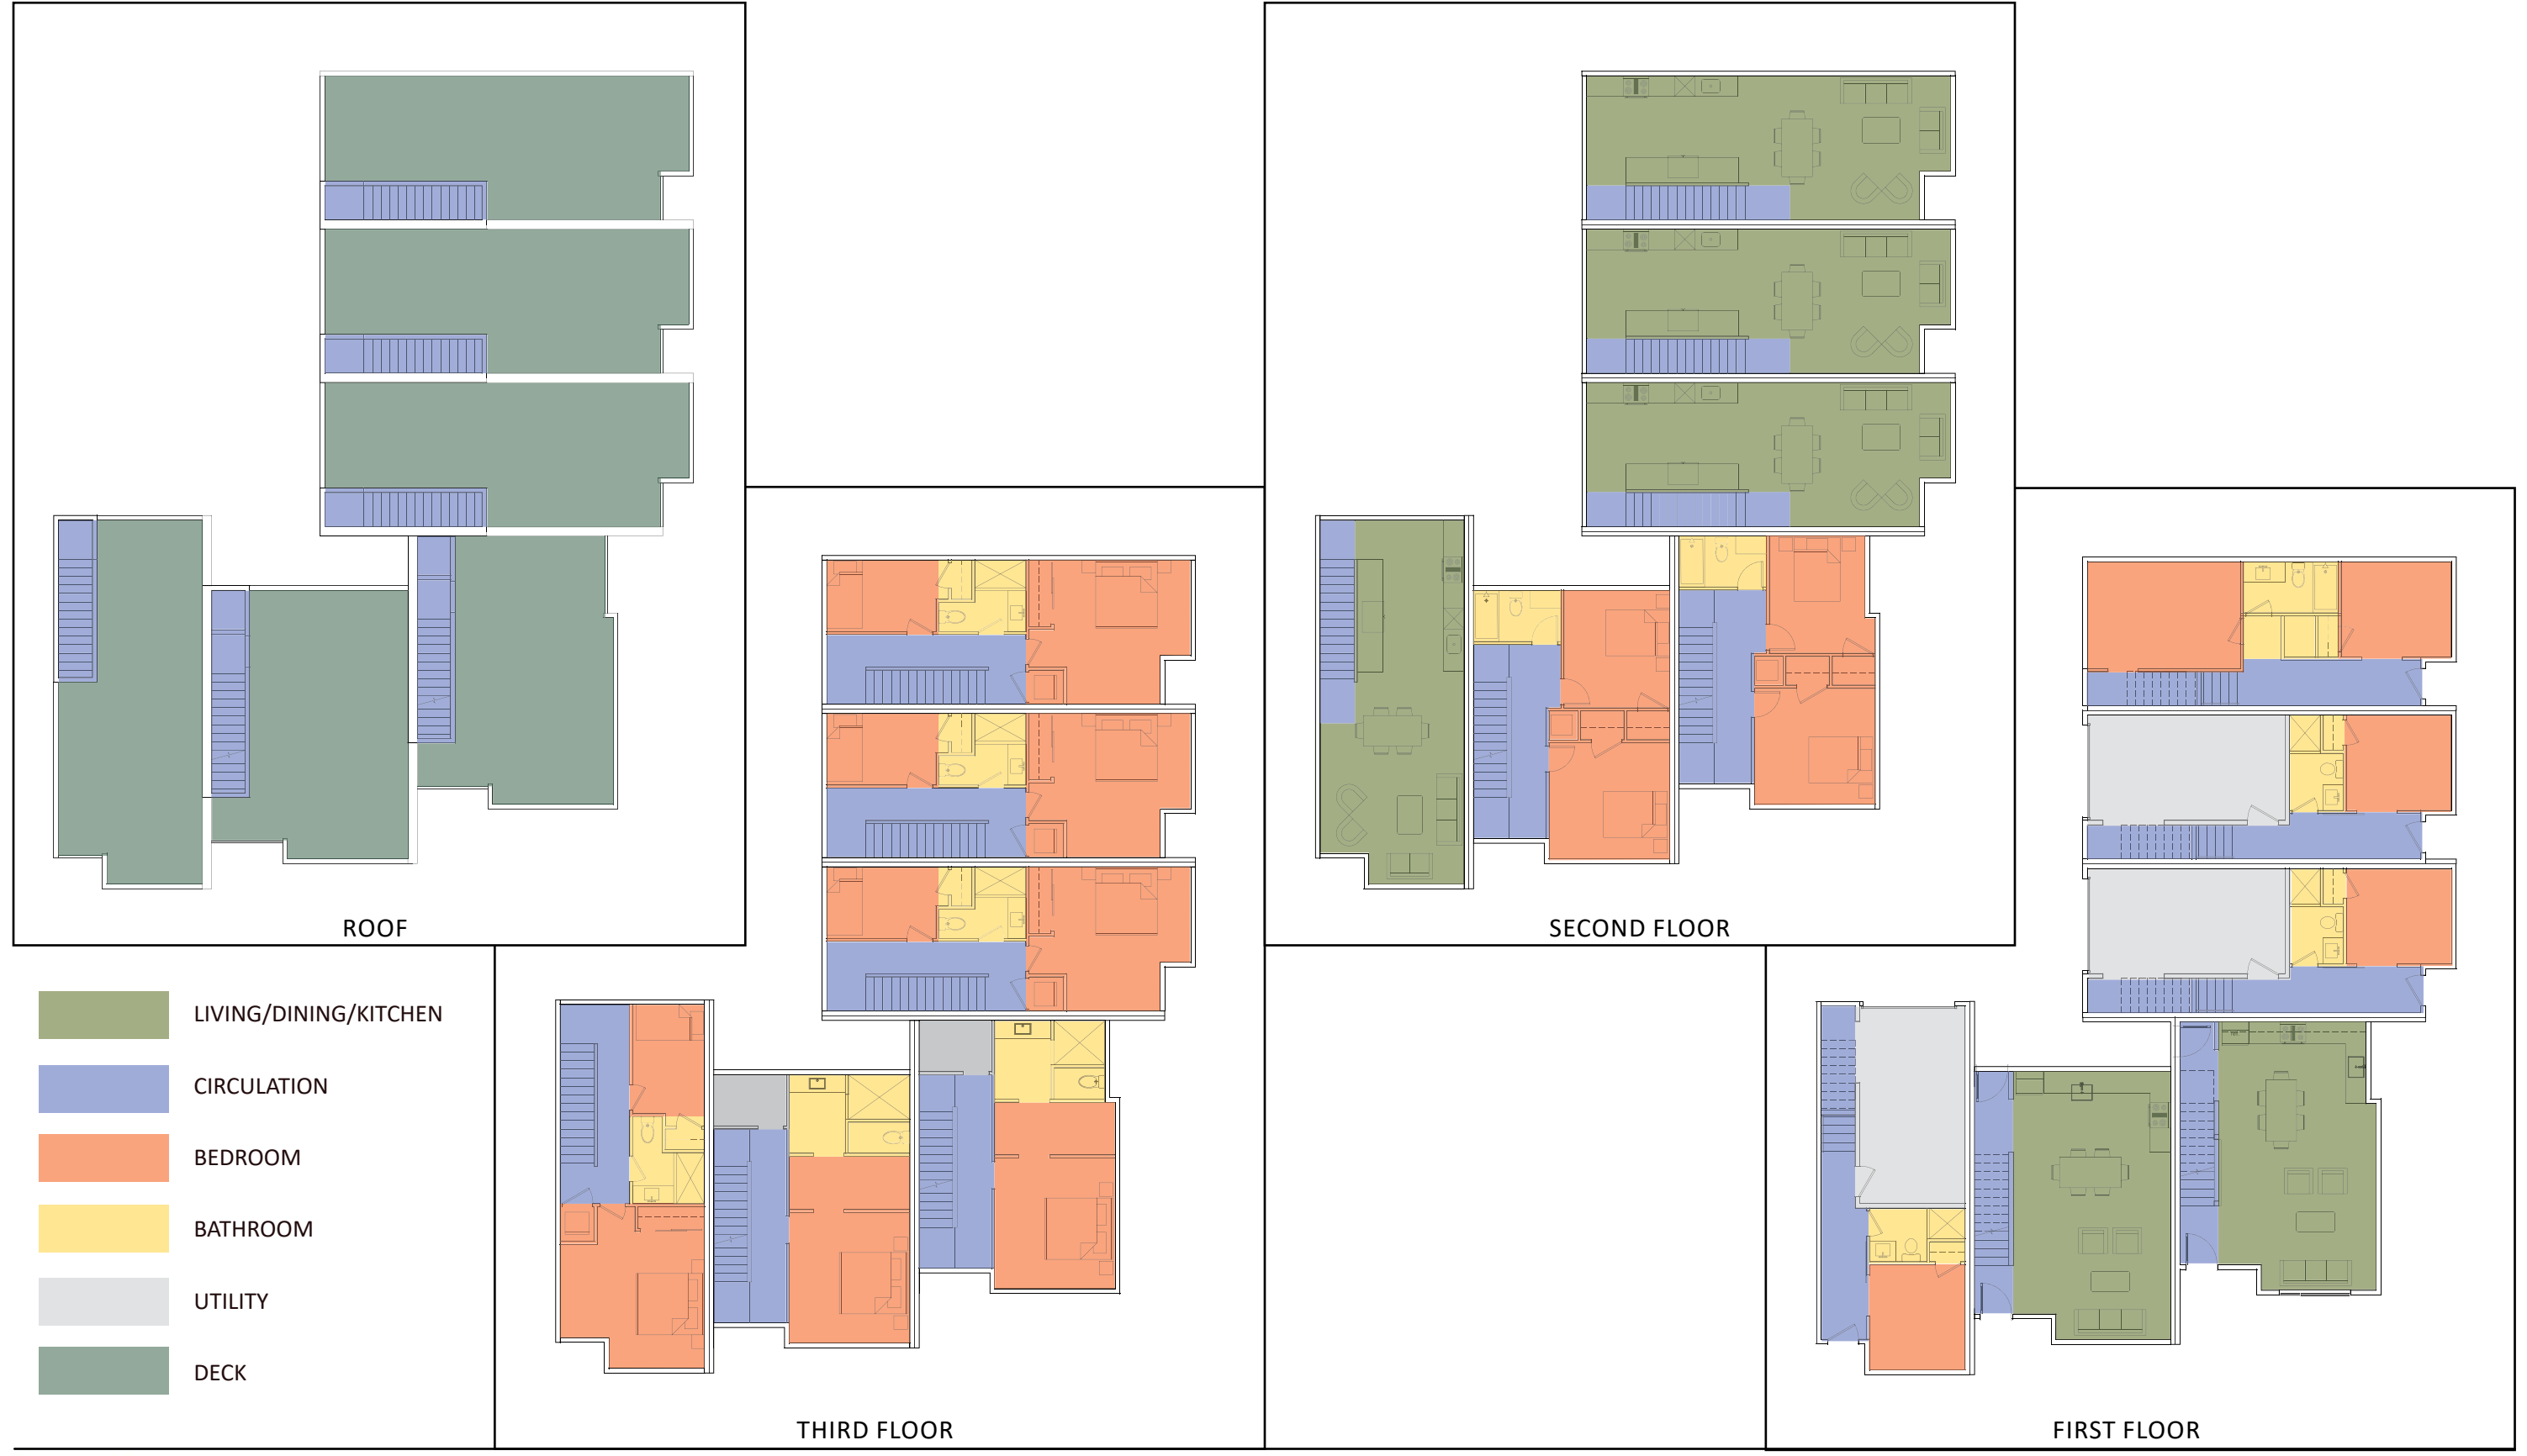 ROOF
SECOND FLOOR
LIVING/DINING/KITCHEN
CIRCULATION
BEDROOM
BATHROOM
UTILITY
DECK
THIRD FLOOR
FIRST FLOOR